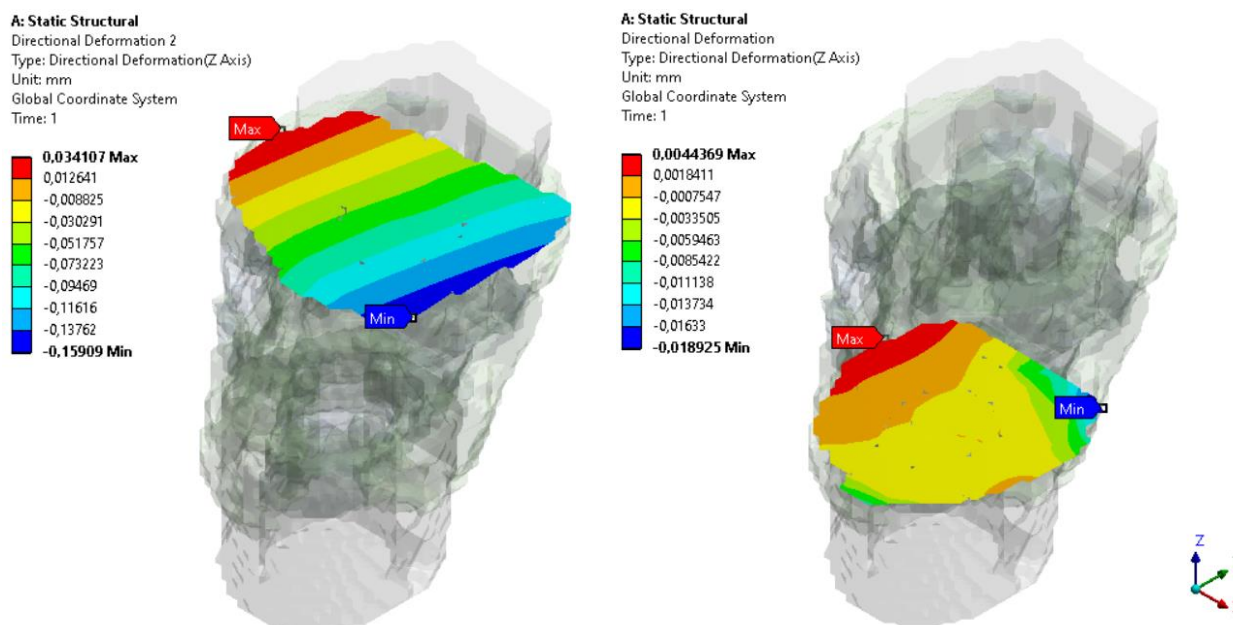 A: Static Structural
Directional Deformation 2
Type: Directional Deformation(Z Axis)
Unit: mm
Global Coordinate System
Time: 1
0,034107 Max
0,012641
-0,008825
-0,030291
-0,051757
-0,073223
-0,09469
-0,11616
-0,13762
-0,15909 Min
Max
Min
A: Static Structural
Directional Deformation
Type: Directional Deformation(Z Axis)
Unit: mm
Global Coordinate System
Time: 1
0,0044369 Max
0,0018411
-0,0007547
-0,0033505
-0,0059463
-0,0085422
-0,011138
-0,013734
-0,01633
-0,018925 Min
Max
Min
Z